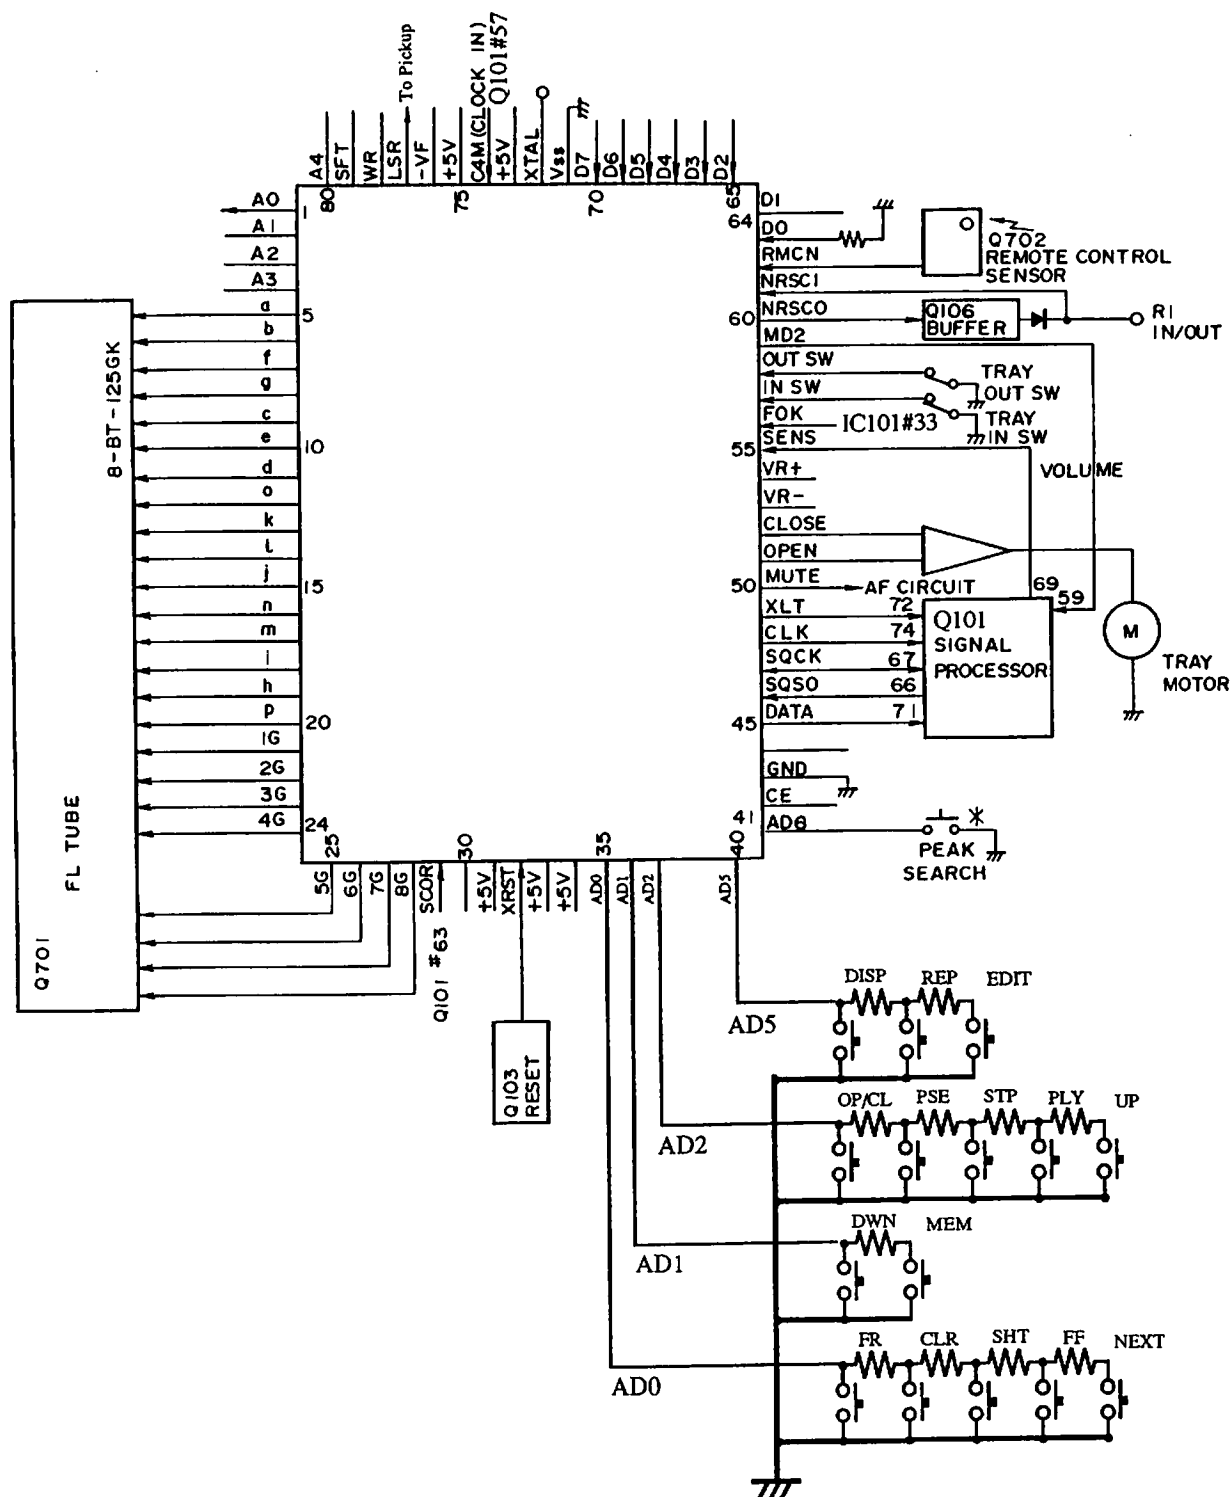 To Pickup
C4M (CLOCK IN)
Q101#57
A4
SFT
WR
LSR
-VF
+5V
+5V
XTAL
Vss
D7
D6
D5
D4
D3
D2
80
75
70
65
A0
1
A1
A2
A3
a
5
b
f
g
c
e
10
d
o
k
l
j
15
n
m
i
h
p
20
1G
2G
3G
4G
24
8-BT-125GK
FL TUBE
Q701
64
D1
D0
RMCN
Q702
REMOTE CONTROL
SENSOR
NRSCI
60
NRSCO
Q106
BUFFER
R1
IN/OUT
MD2
OUT SW
TRAY
OUT SW
IN SW
TRAY
IN SW
FOK
IC101#33
55
SENS
VOLUME
VR+
VR-
CLOSE
OPEN
50
MUTE
AF CIRCUIT
69
59
XLT
72
Q101
SIGNAL
PROCESSOR
CLK
74
SQCK
67
SQSO
66
45
DATA
71
M
TRAY
MOTOR
GND
CE
41
AD6
*
PEAK
SEARCH
25
30
35
40
5G
6G
7G
8G
SCOR
+5V
XRST
+5V
+5V
AD0
AD1
AD2
AD5
Q101 #63
Q103
RESET
DISP REP EDIT
AD5
OP/CL PSE STP PLY UP
AD2
DWN MEM
AD1
FR CLR SHT FF NEXT
AD0